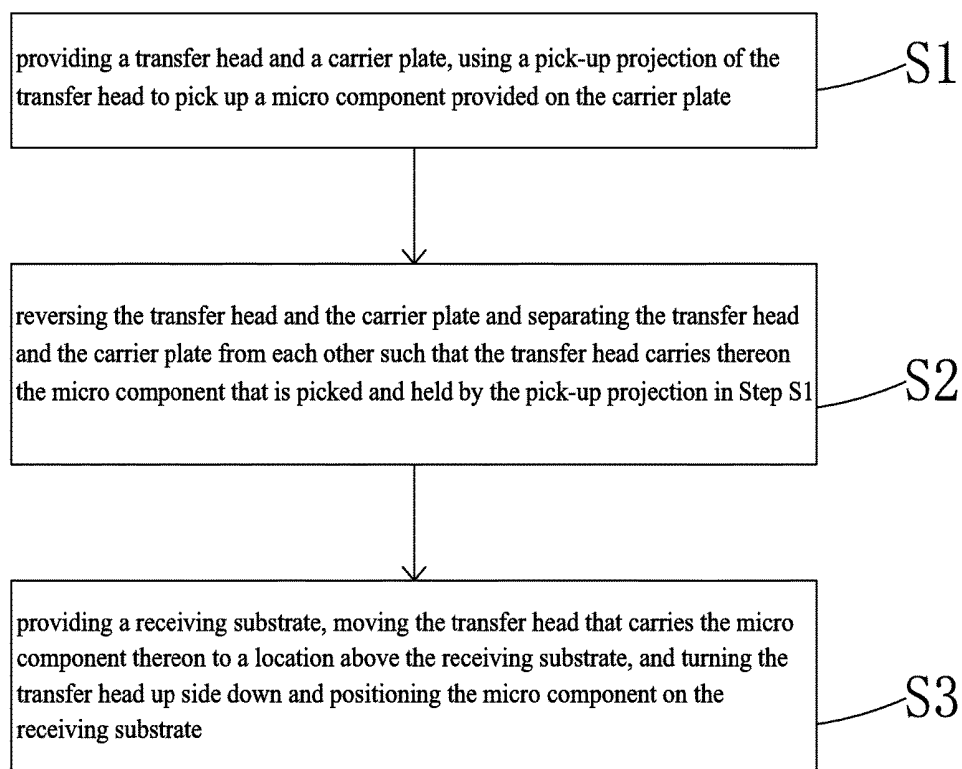 providing a transfer head and a carrier plate, using a pick-up projection of the
transfer head to pick up a micro component provided on the carrier plate
S1
reversing the transfer head and the carrier plate and separating the transfer head
and the carrier plate from each other such that the transfer head carries thereon
the micro component that is picked and held by the pick-up projection in Step S1
S2
providing a receiving substrate, moving the transfer head that carries the micro
component thereon to a location above the receiving substrate, and turning the
transfer head up side down and positioning the micro component on the
receiving substrate
S3